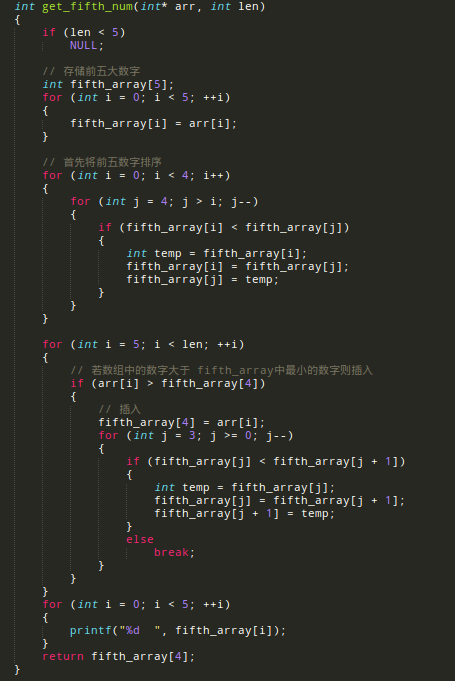 int get_fifth_num(int* arr, int len)
{
    if (len < 5)
        NULL;

    // 存储前五大数字
    int fifth_array[5];
    for (int i = 0; i < 5; ++i)
    {
        fifth_array[i] = arr[i];
    }

    // 首先将前五数字排序
    for (int i = 0; i < 4; i++)
    {
        for (int j = 4; j > i; j--)
        {
            if (fifth_array[i] < fifth_array[j])
            {
                int temp = fifth_array[i];
                fifth_array[i] = fifth_array[j];
                fifth_array[j] = temp;
            }
        }
    }

    for (int i = 5; i < len; ++i)
    {
        // 若数组中的数字大于 fifth_array中最小的数字则插入
        if (arr[i] > fifth_array[4])
        {
            // 插入
            fifth_array[4] = arr[i];
            for (int j = 3; j >= 0; j--)
            {
                if (fifth_array[j] < fifth_array[j + 1])
                {
                    int temp = fifth_array[j];
                    fifth_array[j] = fifth_array[j + 1];
                    fifth_array[j + 1] = temp;
                }
                else
                    break;
            }
        }
    }
    for (int i = 0; i < 5; ++i)
    {
        printf("%d  ", fifth_array[i]);
    }
    return fifth_array[4];
}